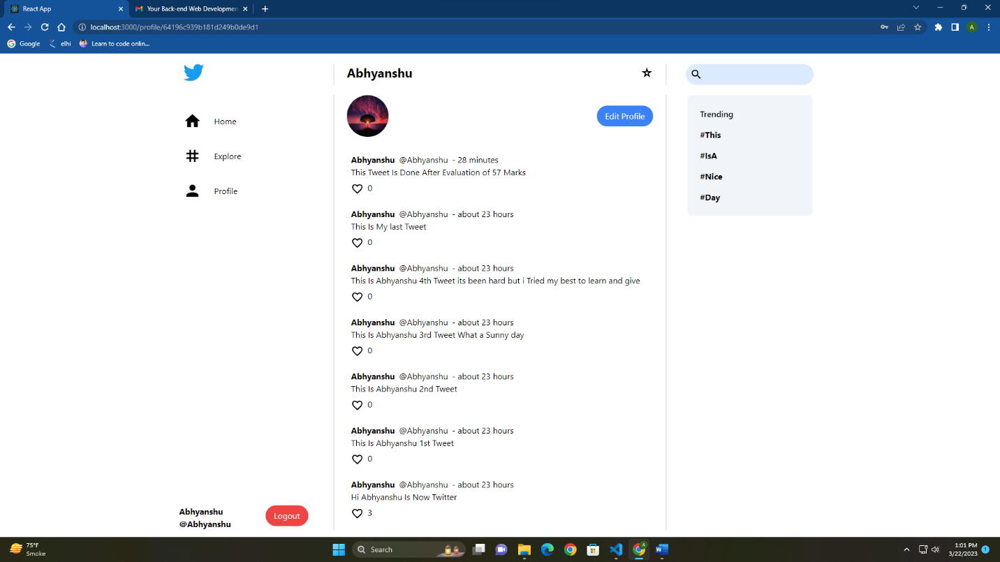 React App
Your Back-end Web Developmen
localhost:3000/profile/64196c939b181d249b0de9d1
A
Google
elhi
Learn to code onlin...
Abhyanshu
Home
Explore
Profile
Edit Profile
Abhyanshu @Abhyanshu - 28 minutes
This Tweet Is Done After Evaluation of 57 Marks
0
Abhyanshu @Abhyanshu - about 23 hours
This Is My last Tweet
0
Abhyanshu @Abhyanshu - about 23 hours
This Is Abhyanshu 4th Tweet its been hard but i Tried my best to learn and give
0
Abhyanshu @Abhyanshu - about 23 hours
This Is Abhyanshu 3rd Tweet What a Sunny day
0
Abhyanshu @Abhyanshu - about 23 hours
This Is Abhyanshu 2nd Tweet
0
Abhyanshu @Abhyanshu - about 23 hours
This Is Abhyanshu 1st Tweet
0
Abhyanshu @Abhyanshu - about 23 hours
Hi Abhyanshu Is Now Twitter
3
Trending
#This
#IsA
#Nice
#Day
Abhyanshu
@Abhyanshu
Logout
75°F
Smoke
Search
A
W
1:01 PM
3/22/2023
1